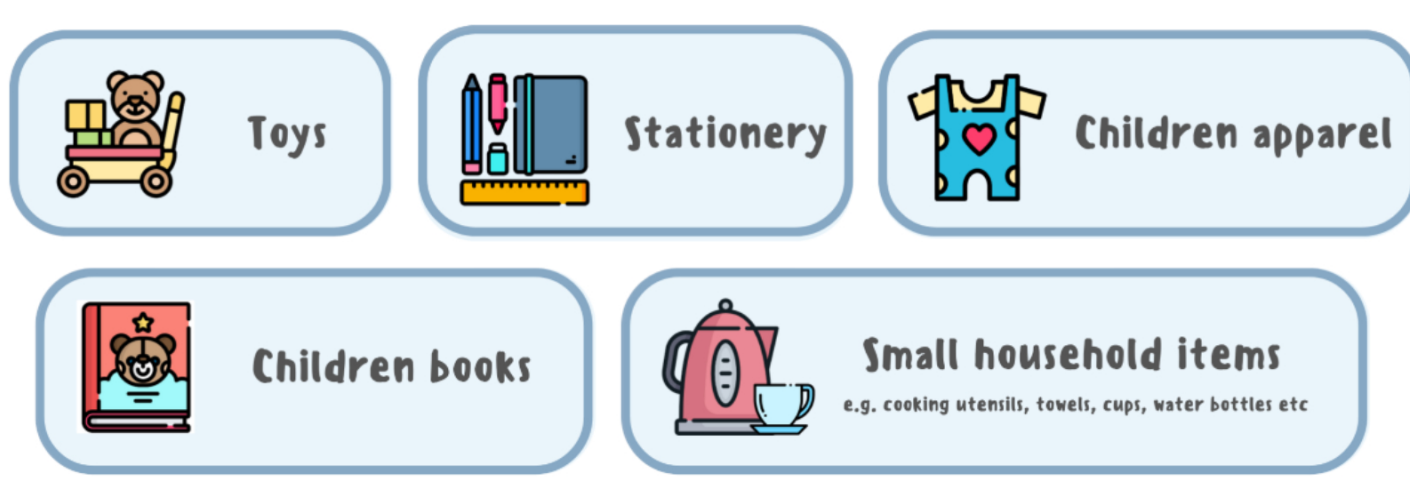 Toys
Stationery
Children apparel
Children books
Small household items
e.g. cooking utensils, towels, cups, water bottles etc